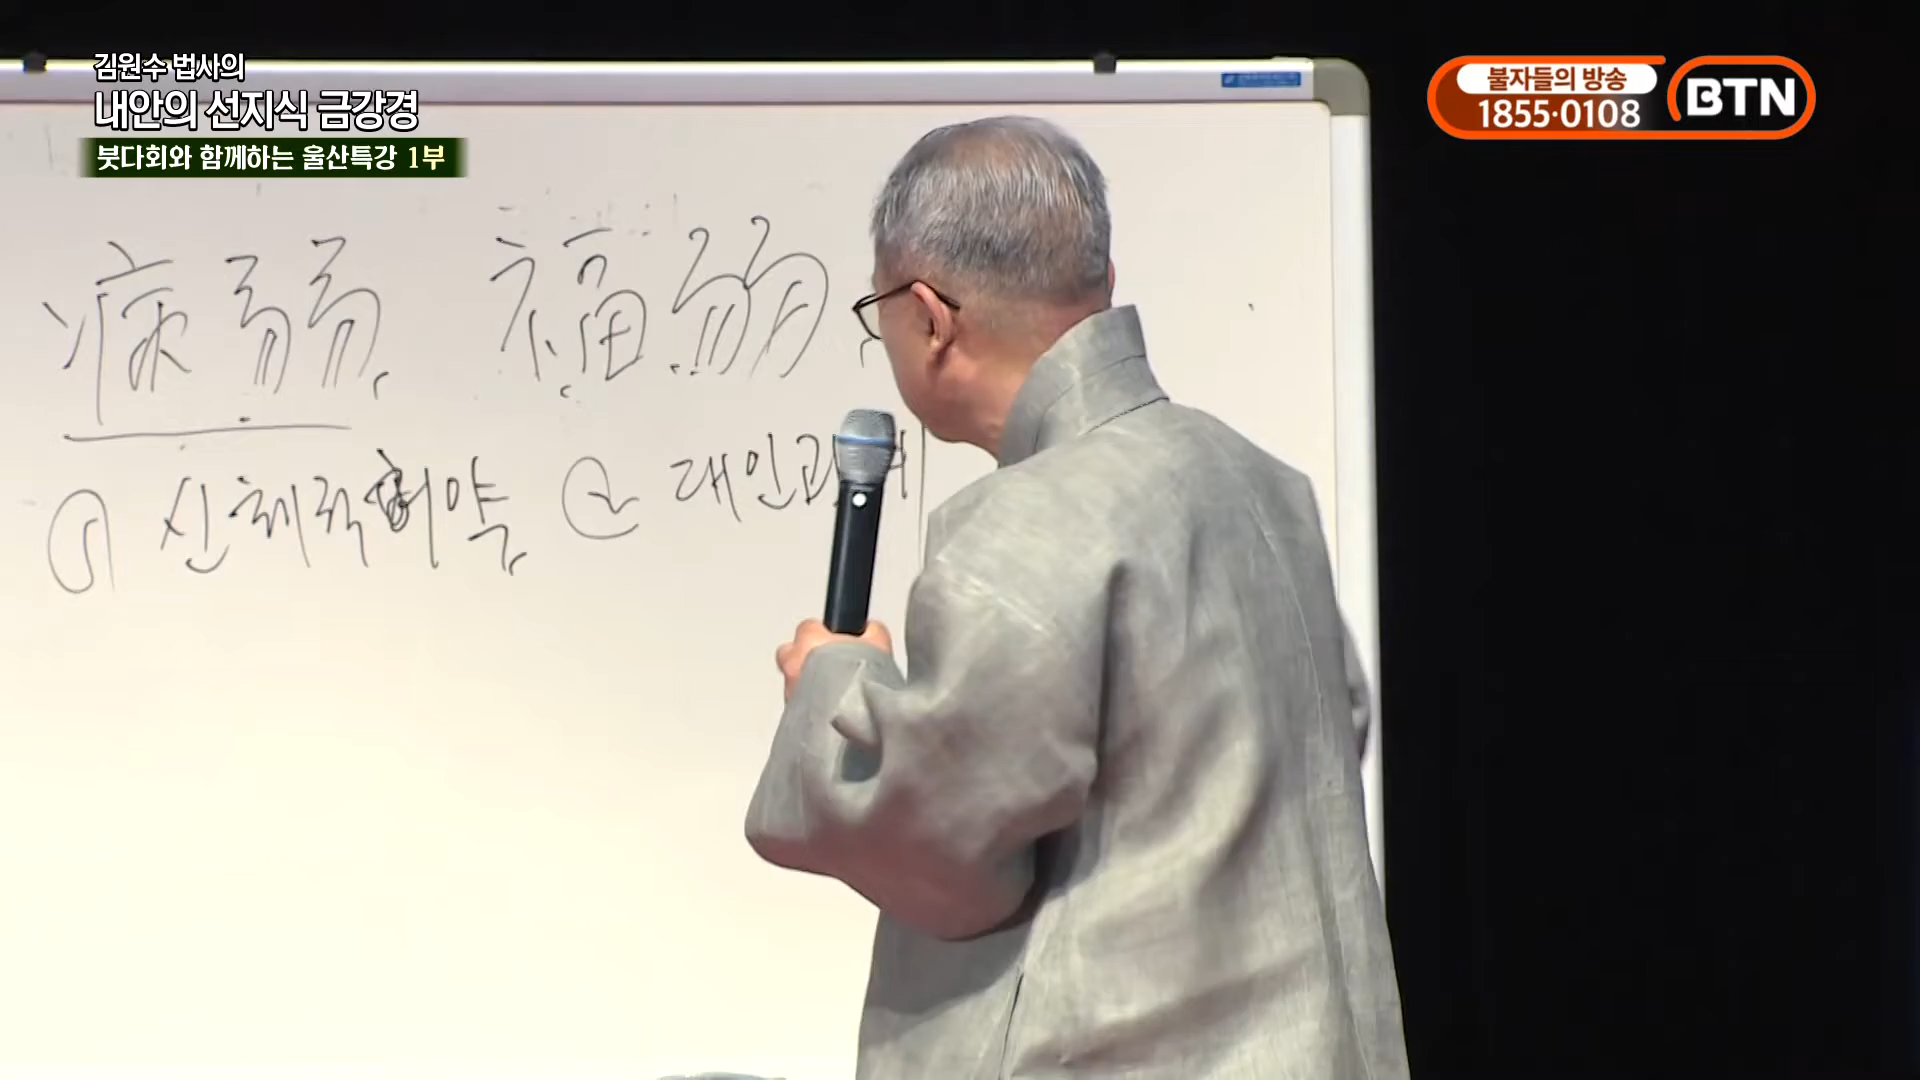 김원수 법사의
내안의 선지식 금강경
붓다회와 함께하는 울산특강 1부
불자들의 방송
1855·0108
BTN
病弱 福弱
① 신체적 허약 ② 대인관계